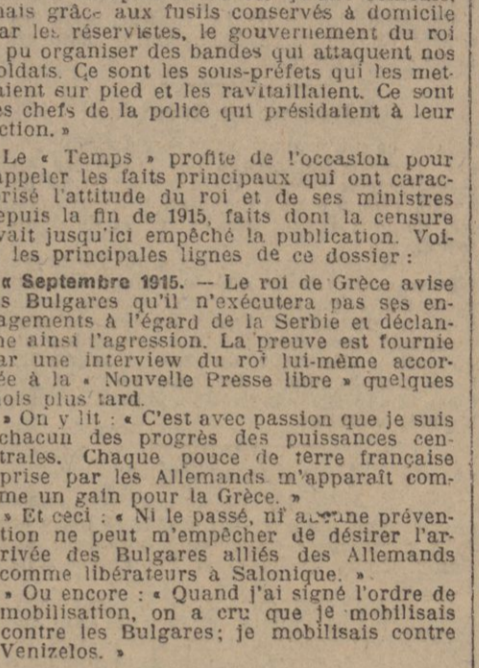 mais grâce aux fusils conservés à domicile
ar les réservistes, le gouvernement du roi
pu organiser des bandes qui attaquent nos
oldats. Ce sont les sous-préfets qui les met-
aient sur pied et les ravitaillaient. Ce sont
es chefs de la police qui présidaient à leur
ction. »
Le « Temps » profite de l'occasion pour
appeler les faits principaux qui ont carac-
érisé l'attitude du roi et de ses ministres
epuis la fin de 1915, faits dont la censure
vait jusqu'ici empêché la publication. Voi-
les principales lignes de ce dossier :
« Septembre 1915. — Le roi de Grèce avise
s Bulgares qu'il n'exécutera pas ses en-
agements à l'égard de la Serbie et déclan-
he ainsi l'agression. La preuve est fournie
ar une interview du roi lui-même accor-
ée à la « Nouvelle Presse libre » quelques
ois plus tard.
» On y lit : « C'est avec passion que je suis
chacun des progrès des puissances cen-
trales. Chaque pouce de terre française
prise par les Allemands m'apparaît com-
me un gain pour la Grèce. »
» Et ceci : « Ni le passé, ni aucune préven-
tion ne peut m'empêcher de désirer l'ar-
rivée des Bulgares alliés des Allemands
comme libérateurs à Salonique. »
» Ou encore : « Quand j'ai signé l'ordre de
mobilisation, on a cru que je mobilisais
contre les Bulgares; je mobilisais contre
Venizelos. »